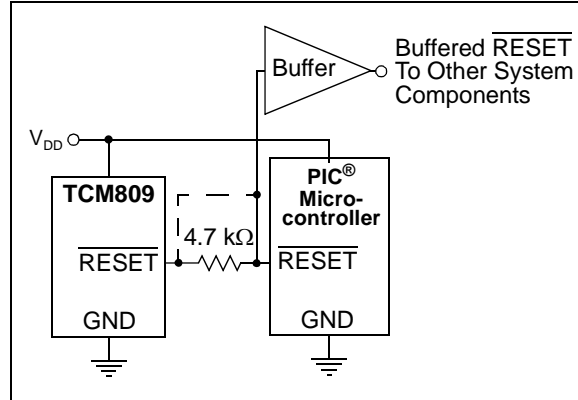 Buffer
Buffered RESET
To Other System
Components
VDD
TCM809
PIC®
Micro-
controller
4.7 kΩ
RESET
RESET
GND
GND